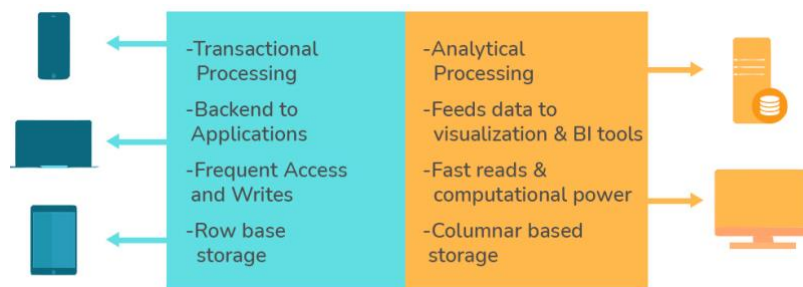 -Transactional
Processing
-Backend to
Applications
-Frequent Access
and Writes
-Row base
storage
-Analytical
Processing
-Feeds data to
visualization & BI tools
-Fast reads &
computational power
-Columnar based
storage